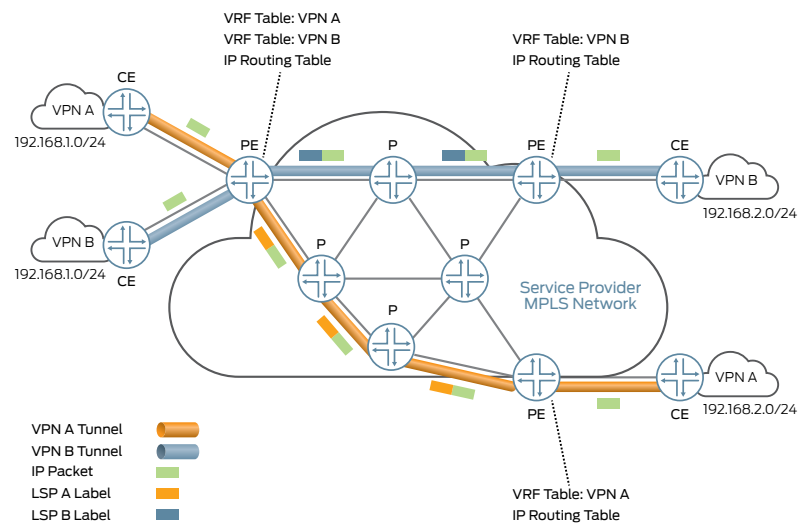 VRF Table: VPN A
VRF Table: VPN B
IP Routing Table
VRF Table: VPN B
IP Routing Table
CE
VPN A
192.168.1.0/24
PE
P
PE
CE
VPN B
192.168.2.0/24
VPN B
192.168.1.0/24
CE
P
P
Service Provider
MPLS Network
P
VPN A
192.168.2.0/24
PE
CE
VPN A Tunnel
VPN B Tunnel
IP Packet
LSP A Label
LSP B Label
VRF Table: VPN A
IP Routing Table